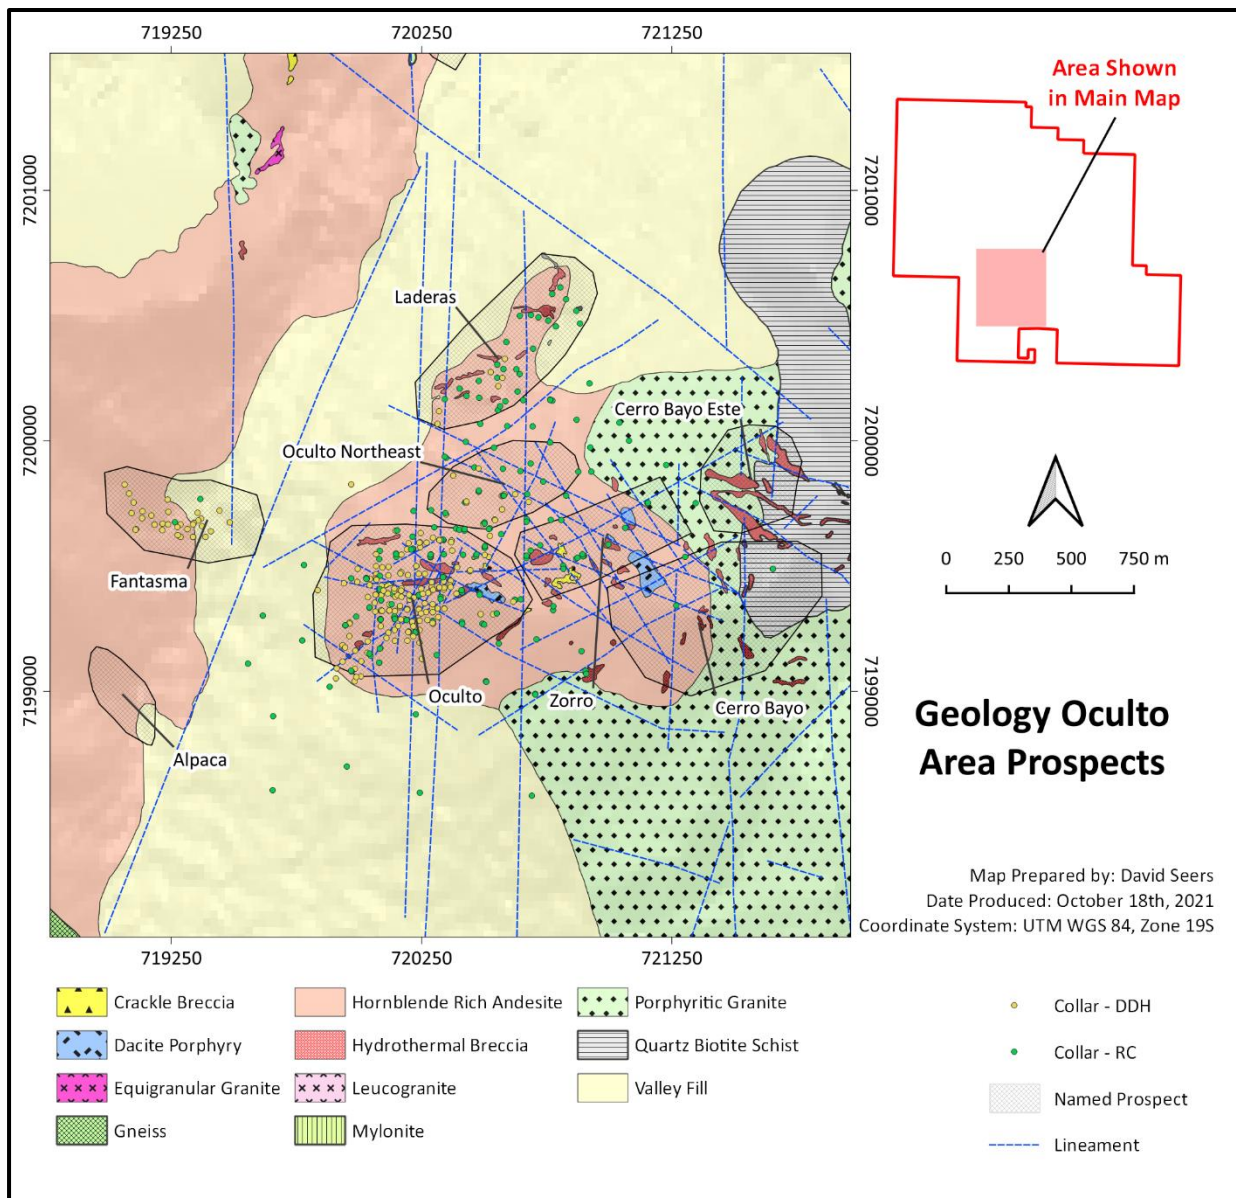 719250
720250
721250
Area Shown
in Main Map
7201000
7201000
Laderas
Cerro Bayo Este
Oculto Northeast
7200000
7200000
0
250
500
750 m
Fantasma
Oculto
Zorro
Cerro Bayo
7199000
7199000
Alpaca
Geology Oculto
Area Prospects
Map Prepared by: David Seers
Date Produced: October 18th, 2021
Coordinate System: UTM WGS 84, Zone 19S
719250
720250
721250
Crackle Breccia
Hornblende Rich Andesite
Porphyritic Granite
Collar - DDH
Dacite Porphyry
Hydrothermal Breccia
Quartz Biotite Schist
Collar - RC
Equigranular Granite
Leucogranite
Valley Fill
Named Prospect
Gneiss
Mylonite
Lineament